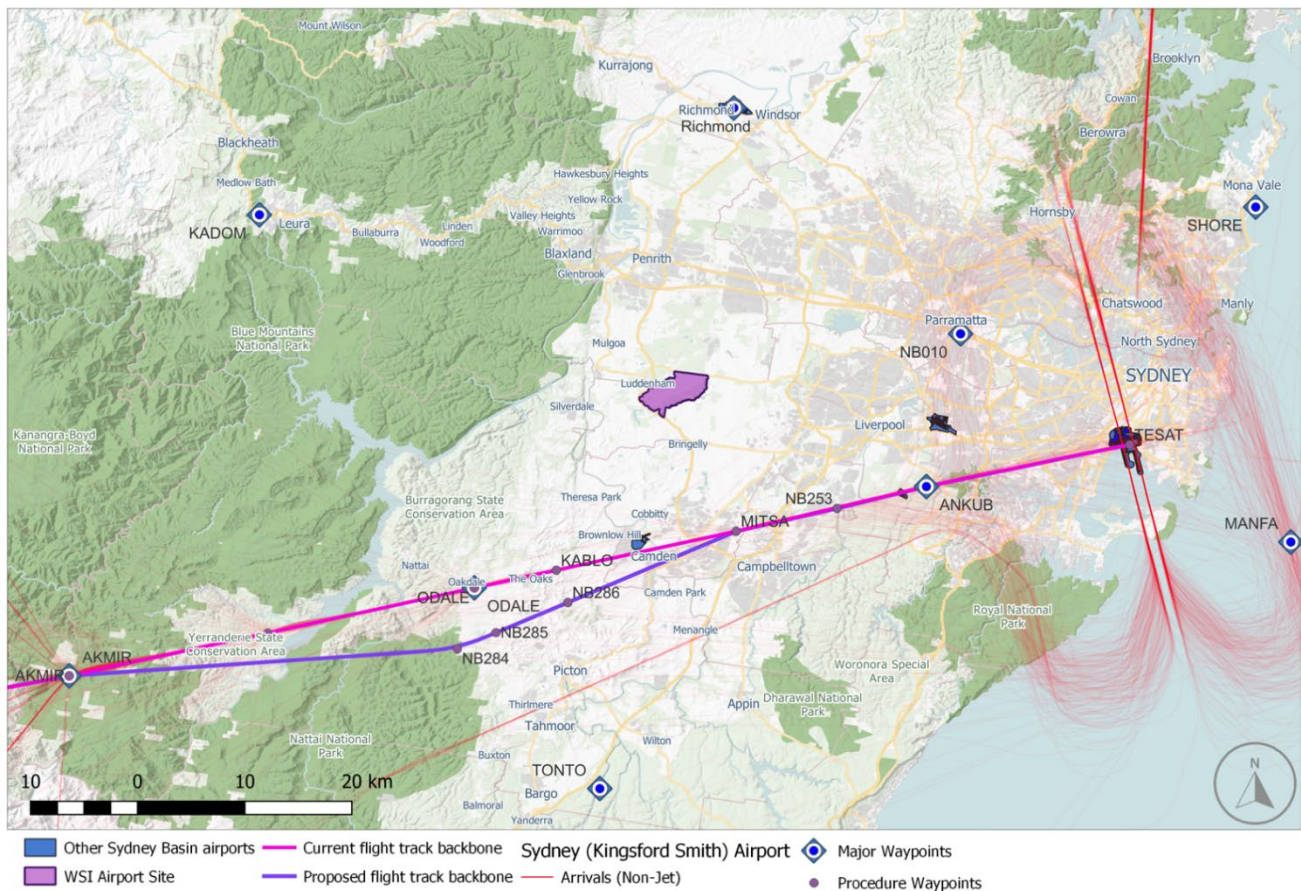 Mount Wilson
Brooklyn
Kurrajong
Cowan
Richmond
Windsor
Richmond
Berowra
Blackheath
Hawkesbury Heights
Medlow Bath
Yellow Rock
Mona Vale
Leura
Linden
Valley Heights
Hornsby
SHORE
KADOM
Bullaburra
Warrimoo
Woodford
Blaxland
Penrith
Glenbrook
Chatswood
Manly
Parramatta
Blue Mountains
National Park
Mulgoa
North Sydney
NB010
SYDNEY
Luddenham
Silverdale
Liverpool
Kanangra-Boyd
National Park
Bringelly
TESAT
Burragorang State
Conservation Area
Theresa Park
NB253
ANKUB
Cobbitty
MITSA
MANFA
Brownlow Hill
Camden
Nattai
KABLO
Campbelltown
Oakdale
The Oaks
ODALE
ODALE
NB286
Camden Park
Royal National
Park
NB285
Menangle
Yerranderie State
Conservation Area
NB284
AKMIR
AKMIR
Picton
Woronora Special
Area
Dharawal National
Park
Appin
Thirlmere
Tahmoor
Nattai National
Park
Wilton
Buxton
N
10 0 10 20 km
TONTO
Bargo
Balmoral
Yanderra
Other Sydney Basin airports
Current flight track backbone
Sydney (Kingsford Smith) Airport
Major Waypoints
WSI Airport Site
Proposed flight track backbone
Arrivals (Non-Jet)
Procedure Waypoints